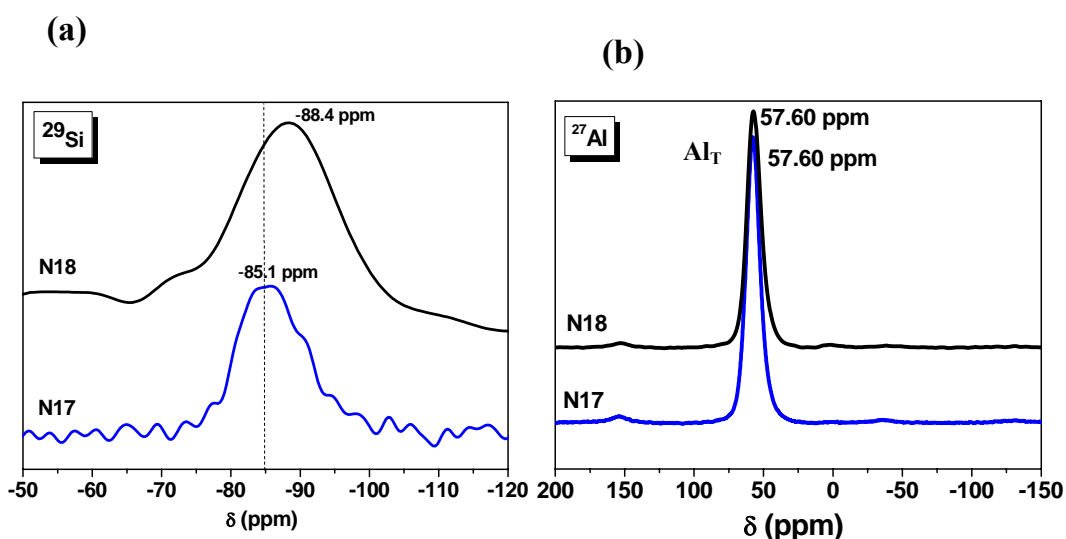 (a)
²⁹Si
-88.4 ppm
N18
-85.1 ppm
N17
-50 -60 -70 -80 -90 -100 -110 -120
δ (ppm)
(b)
²⁷Al
57.60 ppm
Al_T
57.60 ppm
N18
N17
200 150 100 50 0 -50 -100 -150
δ (ppm)